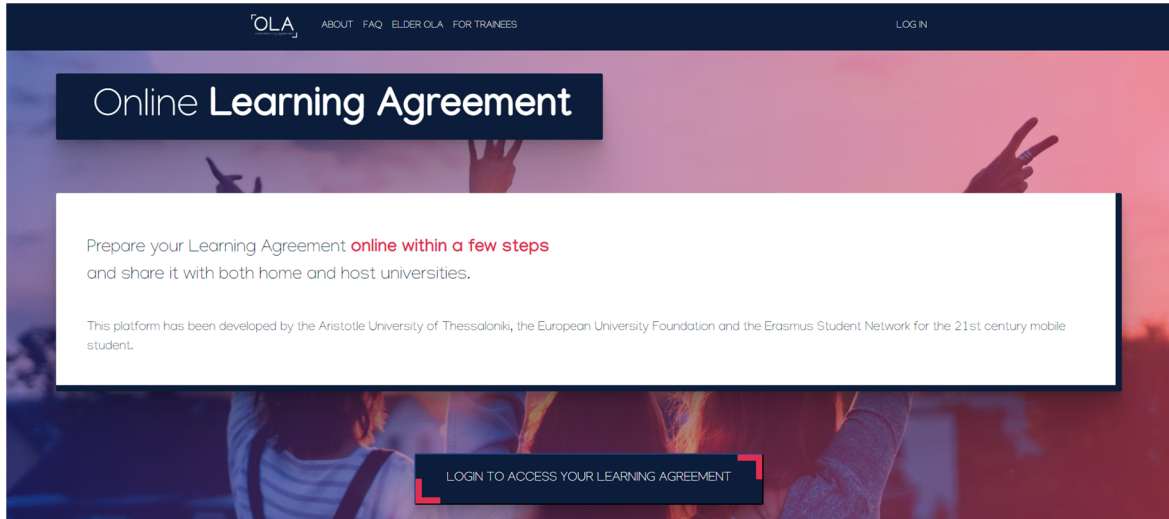 OLA
ABOUT FAQ ELDER OLA FOR TRAINEES
LOG IN
Online Learning Agreement
Prepare your Learning Agreement online within a few steps
and share it with both home and host universities.
This platform has been developed by the Aristotle University of Thessaloniki, the European University Foundation and the Erasmus Student Network for the 21st century mobile
student.
LOGIN TO ACCESS YOUR LEARNING AGREEMENT